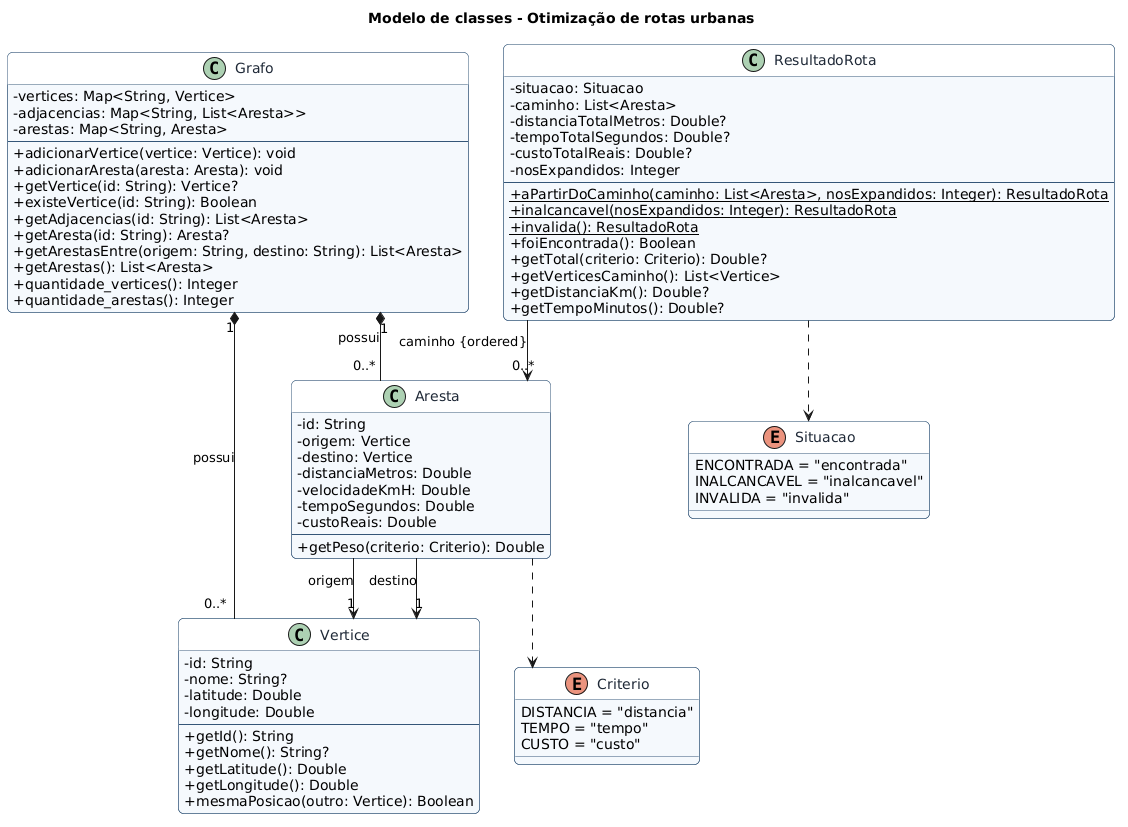 Modelo de classes - Otimização de rotas urbanas
C Grafo
-vertices: Map<String, Vertice>
-adjacencias: Map<String, List<Aresta>>
-arestas: Map<String, Aresta>
+adicionarVertice(vertice: Vertice): void
+adicionarAresta(aresta: Aresta): void
+getVertice(id: String): Vertice?
+existeVertice(id: String): Boolean
+getAdjacencias(id: String): List<Aresta>
+getAresta(id: String): Aresta?
+getArestasEntre(origem: String, destino: String): List<Aresta>
+getArestas(): List<Aresta>
+quantidade_vertices(): Integer
+quantidade_arestas(): Integer
C ResultadoRota
-situacao: Situacao
-caminho: List<Aresta>
-distanciaTotalMetros: Double?
-tempoTotalSegundos: Double?
-custoTotalReais: Double?
-nosExpandidos: Integer
+aPartirDoCaminho(caminho: List<Aresta>, nosExpandidos: Integer): ResultadoRota
+inalcancavel(nosExpandidos: Integer): ResultadoRota
+invalida(): ResultadoRota
+foiEncontrada(): Boolean
+getTotal(criterio: Criterio): Double?
+getVerticesCaminho(): List<Vertice>
+getDistanciaKm(): Double?
+getTempoMinutos(): Double?
1
1
possui
caminho {ordered}
0..*
0..*
C Aresta
-id: String
-origem: Vertice
-destino: Vertice
-distanciaMetros: Double
-velocidadeKmH: Double
-tempoSegundos: Double
-custoReais: Double
+getPeso(criterio: Criterio): Double
E Situacao
ENCONTRADA = "encontrada"
INALCANCAVEL = "inalcancavel"
INVALIDA = "invalida"
possui
origem
destino
0..*
1
1
C Vertice
-id: String
-nome: String?
-latitude: Double
-longitude: Double
+getId(): String
+getNome(): String?
+getLatitude(): Double
+getLongitude(): Double
+mesmaPosicao(outro: Vertice): Boolean
E Criterio
DISTANCIA = "distancia"
TEMPO = "tempo"
CUSTO = "custo"